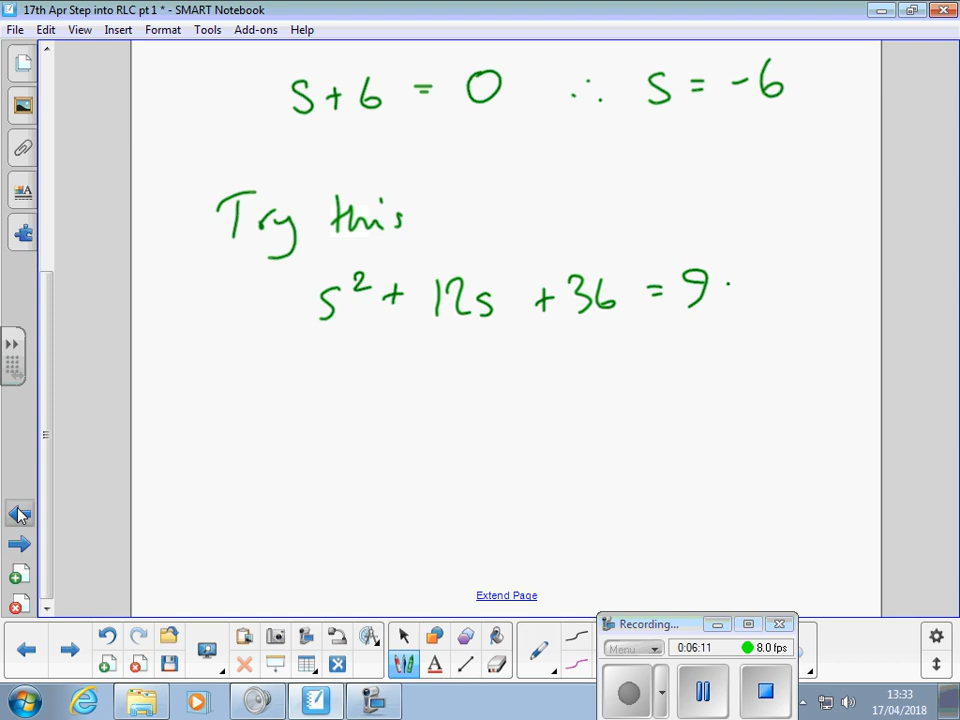 17th Apr Step into RLC pt 1 * - SMART Notebook
File Edit View Insert Format Tools Add-ons Help
s + 6 = 0 ∴ s = -6
Try this
s² + 12s + 36 = 9.
Extend Page
Recording...
Menu 0:06:11 8.0 fps
13:33
17/04/2018